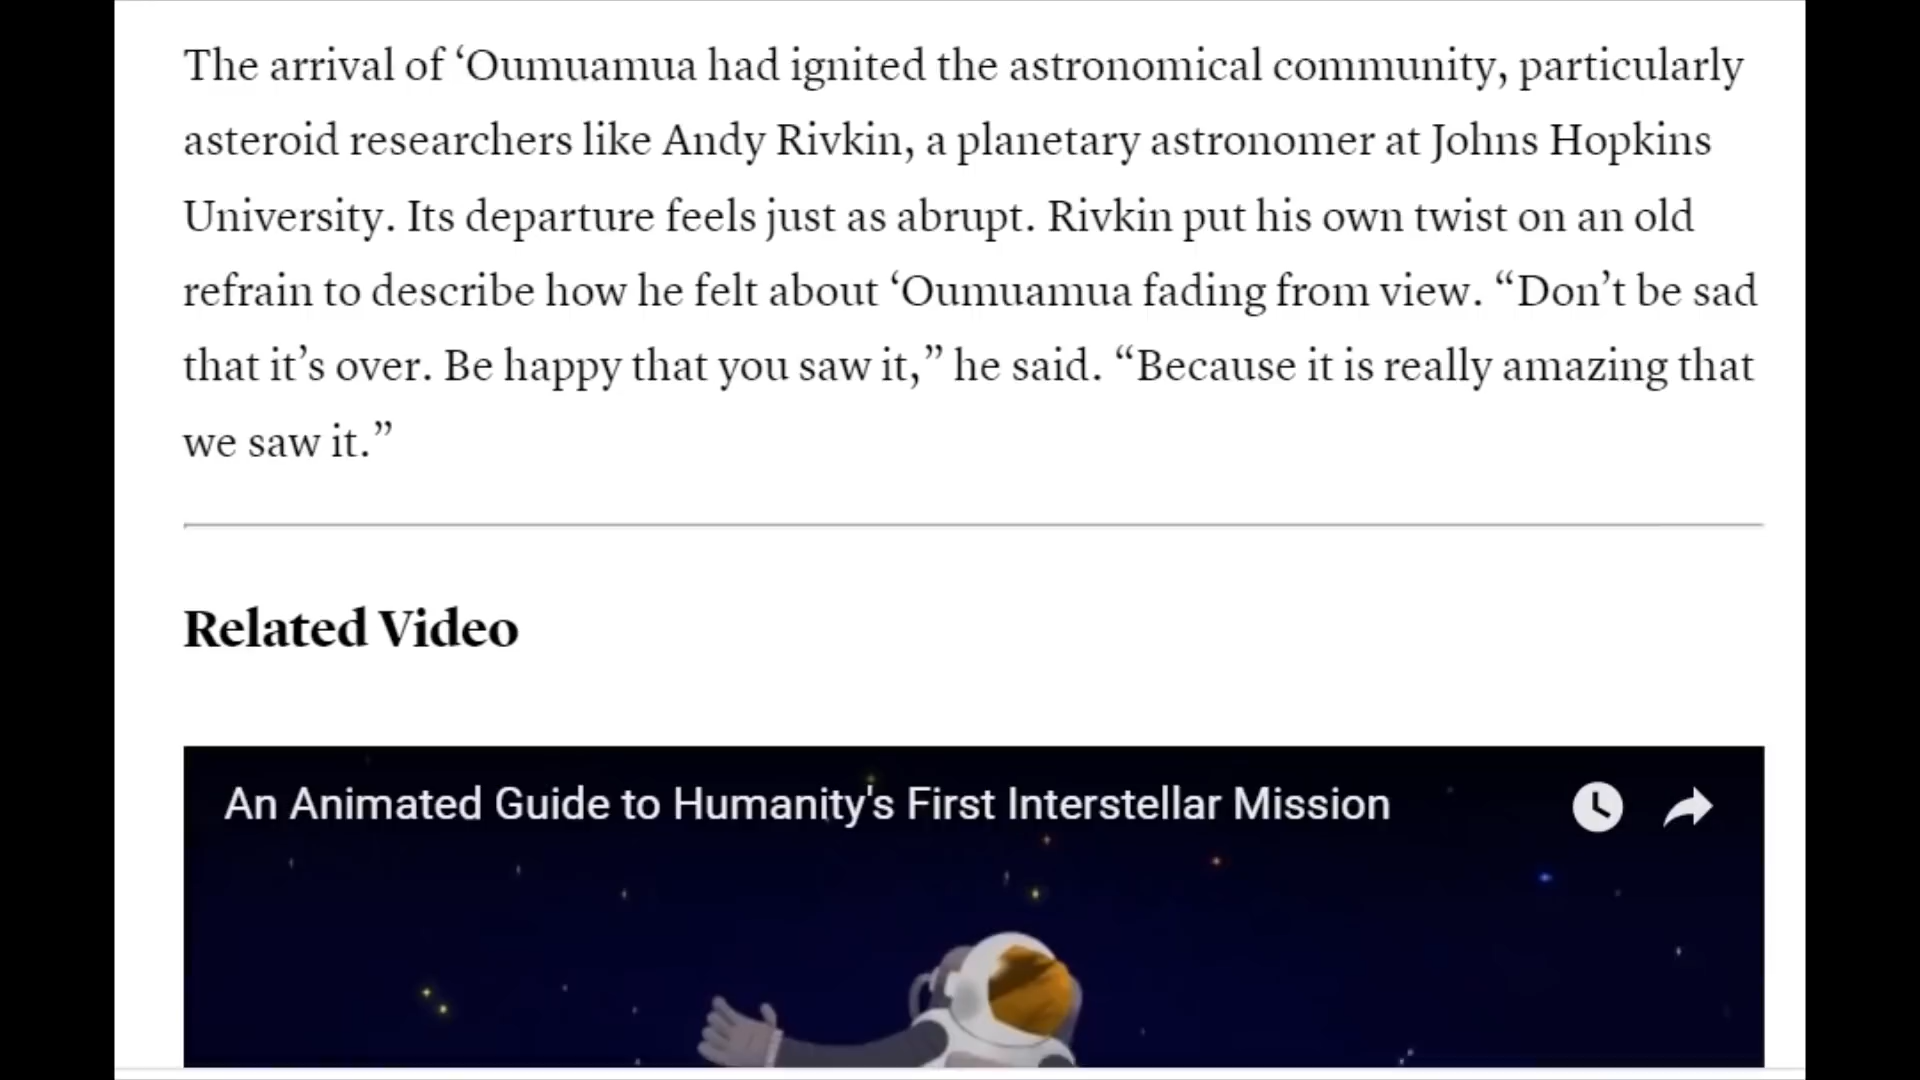 The arrival of ‘Oumuamua had ignited the astronomical community, particularly
asteroid researchers like Andy Rivkin, a planetary astronomer at Johns Hopkins
University. Its departure feels just as abrupt. Rivkin put his own twist on an old
refrain to describe how he felt about ‘Oumuamua fading from view. “Don’t be sad
that it’s over. Be happy that you saw it,” he said. “Because it is really amazing that
we saw it.”
Related Video
An Animated Guide to Humanity's First Interstellar Mission